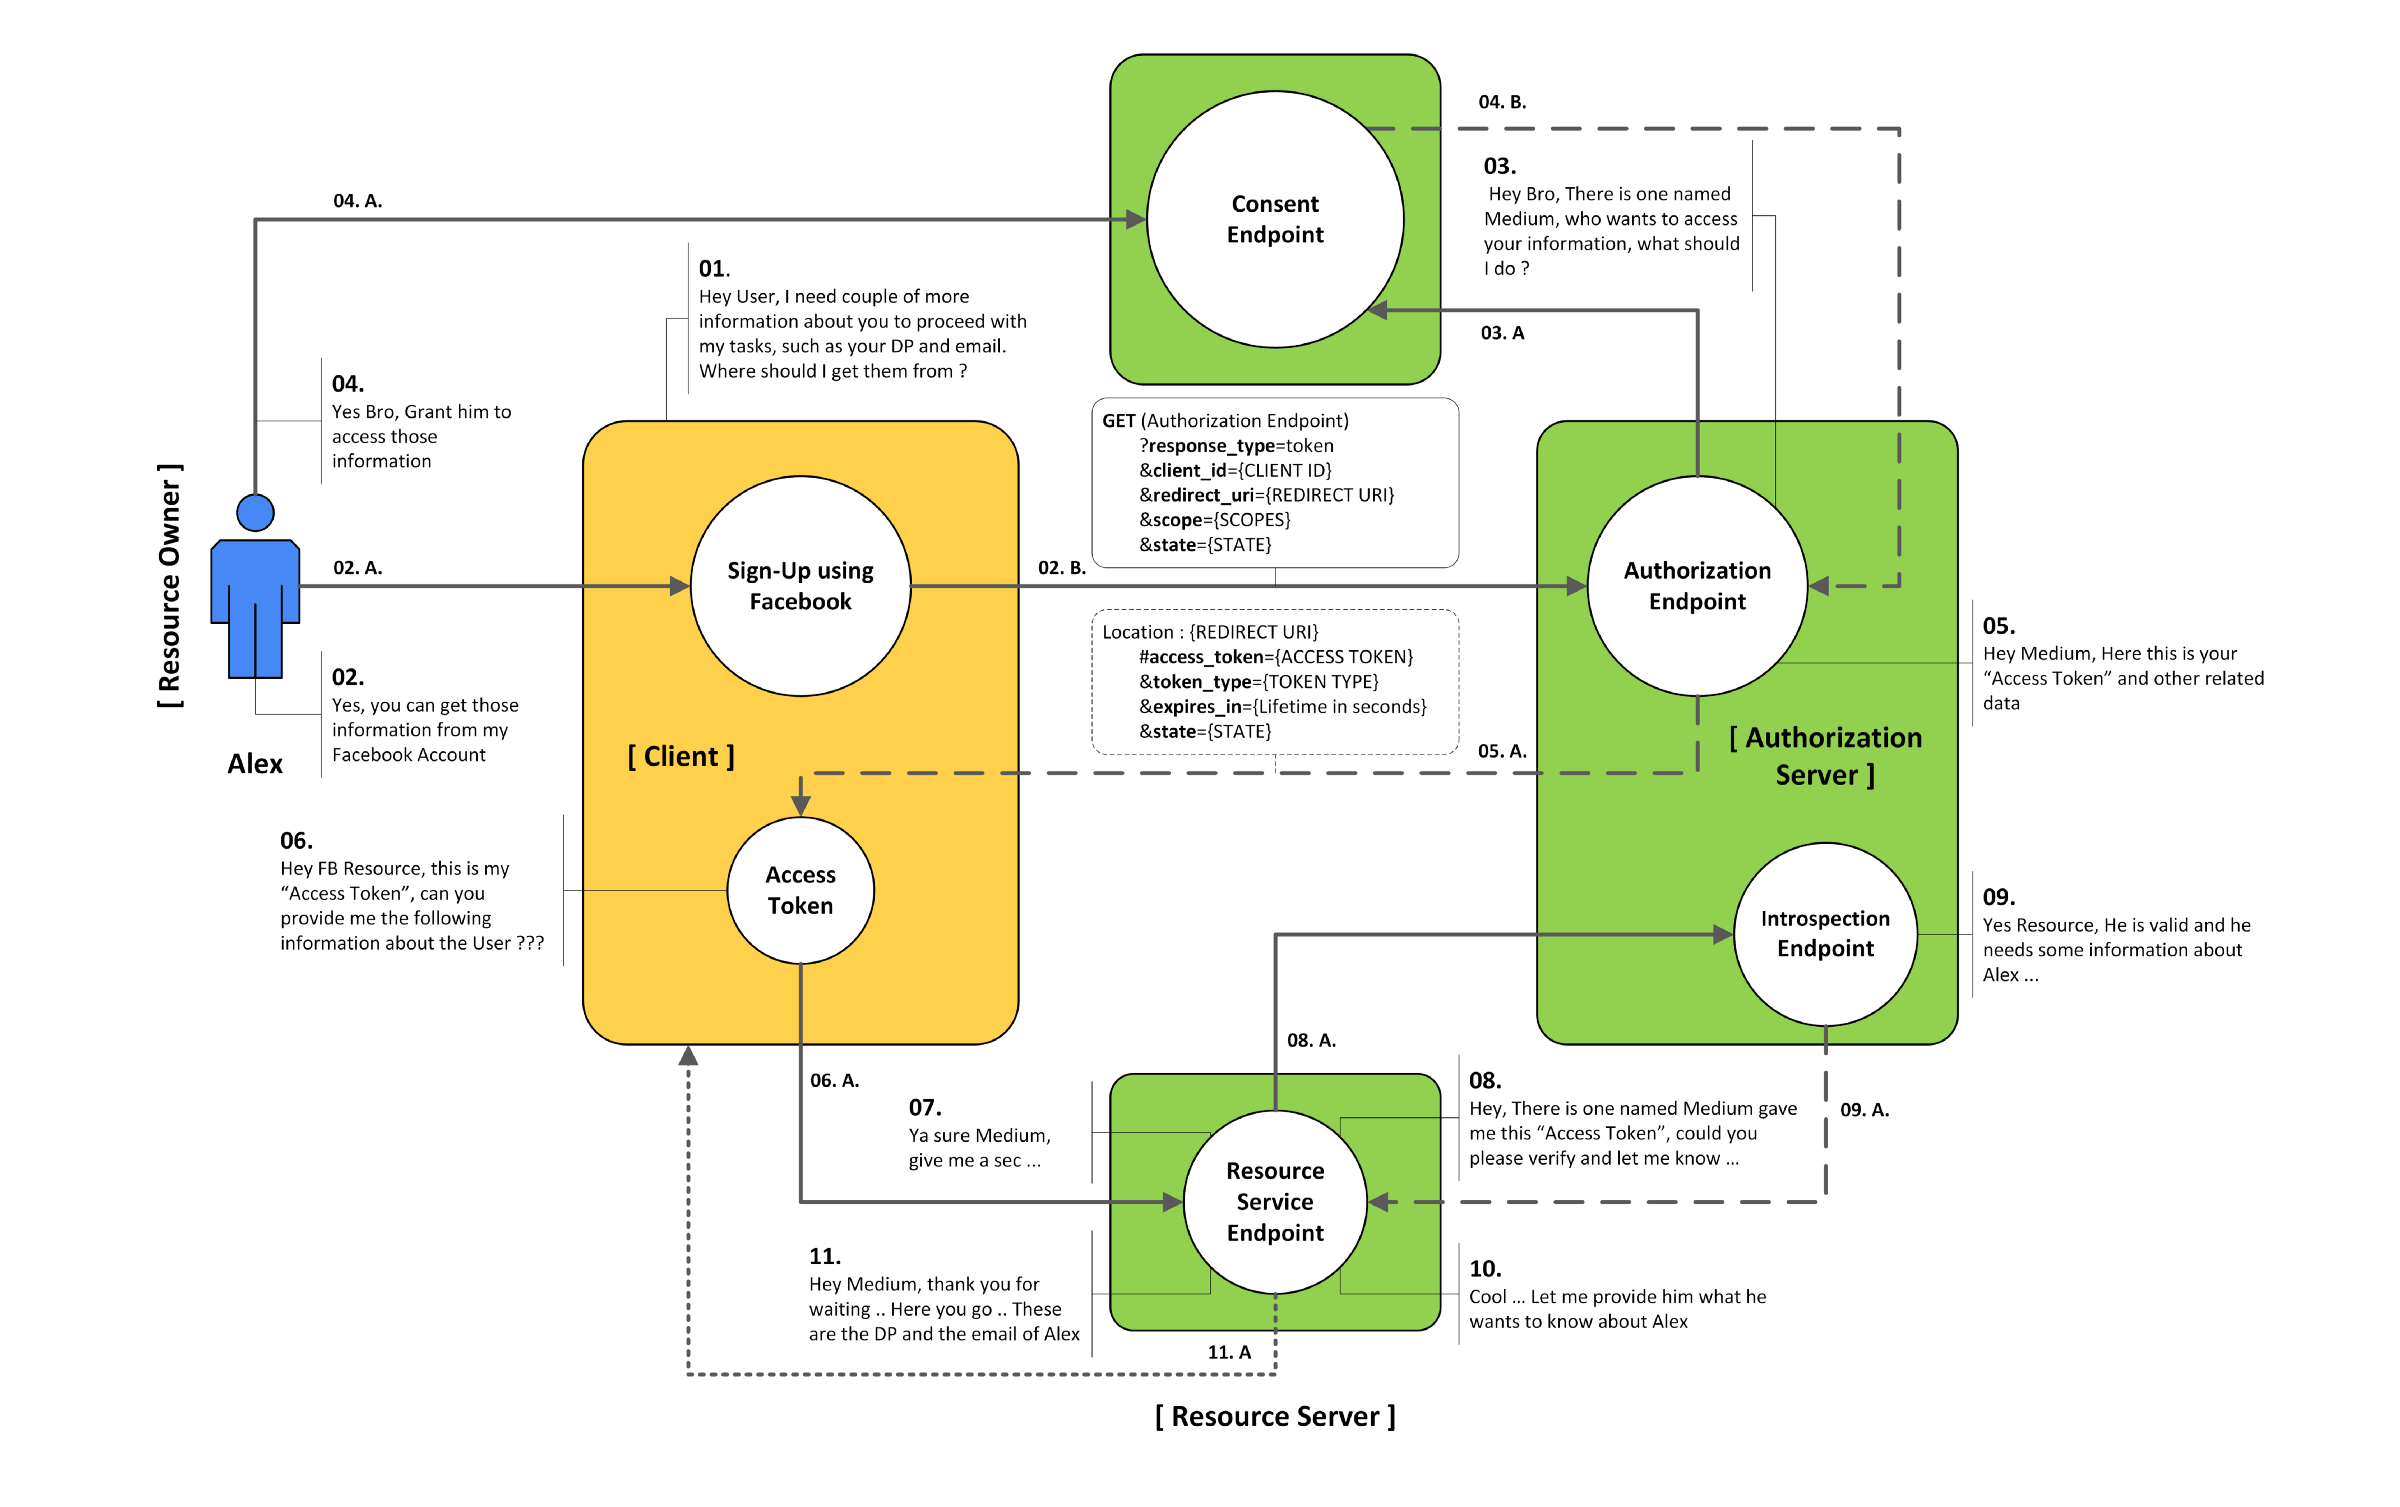 Consent
Endpoint
04. B.
03.
Hey Bro, There is one named
Medium, who wants to access
your information, what should
I do ?
04. A.
01.
Hey User, I need couple of more
information about you to proceed with
my tasks, such as your DP and email.
Where should I get them from ?
03. A
04.
Yes Bro, Grant him to
access those
information
GET (Authorization Endpoint)
?response_type=token
&client_id={CLIENT ID}
&redirect_uri={REDIRECT URI}
&scope={SCOPES}
&state={STATE}
[ Resource Owner ]
02. A.
Sign-Up using
Facebook
02. B.
Authorization
Endpoint
Location : {REDIRECT URI}
#access_token={ACCESS TOKEN}
&token_type={TOKEN TYPE}
&expires_in={Lifetime in seconds}
&state={STATE}
05.
Hey Medium, Here this is your
“Access Token” and other related
data
02.
Yes, you can get those
information from my
Facebook Account
Alex
[ Client ]
05. A.
[ Authorization
Server ]
06.
Hey FB Resource, this is my
“Access Token”, can you
provide me the following
information about the User ???
Access
Token
Introspection
Endpoint
09.
Yes Resource, He is valid and he
needs some information about
Alex ...
08. A.
06. A.
07.
Ya sure Medium,
give me a sec ...
08.
Hey, There is one named Medium gave
me this “Access Token”, could you
please verify and let me know ...
09. A.
Resource
Service
Endpoint
11.
Hey Medium, thank you for
waiting .. Here you go .. These
are the DP and the email of Alex
10.
Cool ... Let me provide him what he
wants to know about Alex
11. A
[ Resource Server ]